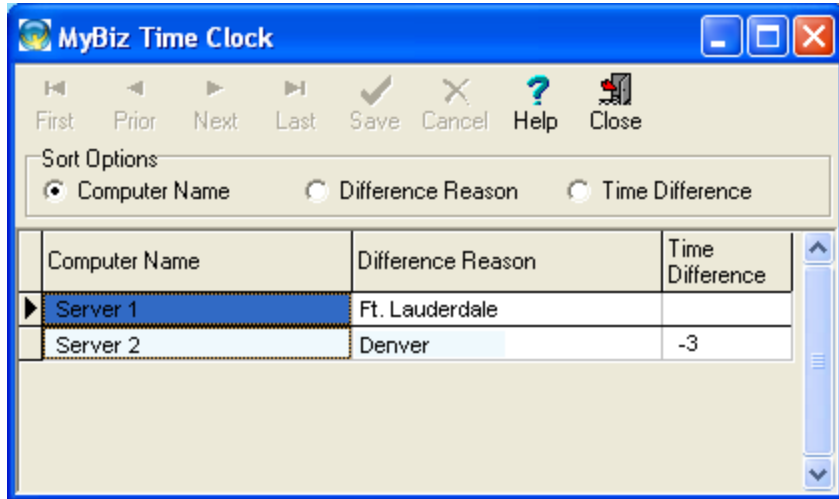 MyBiz Time Clock
First Prior Next Last Save Cancel Help Close
Sort Options
Computer Name Difference Reason Time Difference
Computer Name Difference Reason Time Difference
Server 1 Ft. Lauderdale
Server 2 Denver -3